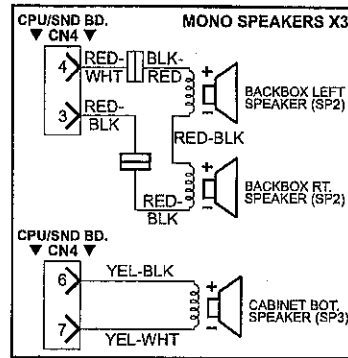 CPU/SND BD.
MONO SPEAKERS X3
▼ CN4 ▼
4
RED-
WHT
BLK-
RED
+
-
BACKBOX LEFT
SPEAKER (SP2)
3
RED-
BLK
RED-BLK
+
-
BACKBOX RT.
SPEAKER (SP2)
RED-
BLK
CPU/SND BD.
▼ CN4 ▼
6
YEL-BLK
+
-
CABINET BOT.
SPEAKER (SP3)
7
YEL-WHT